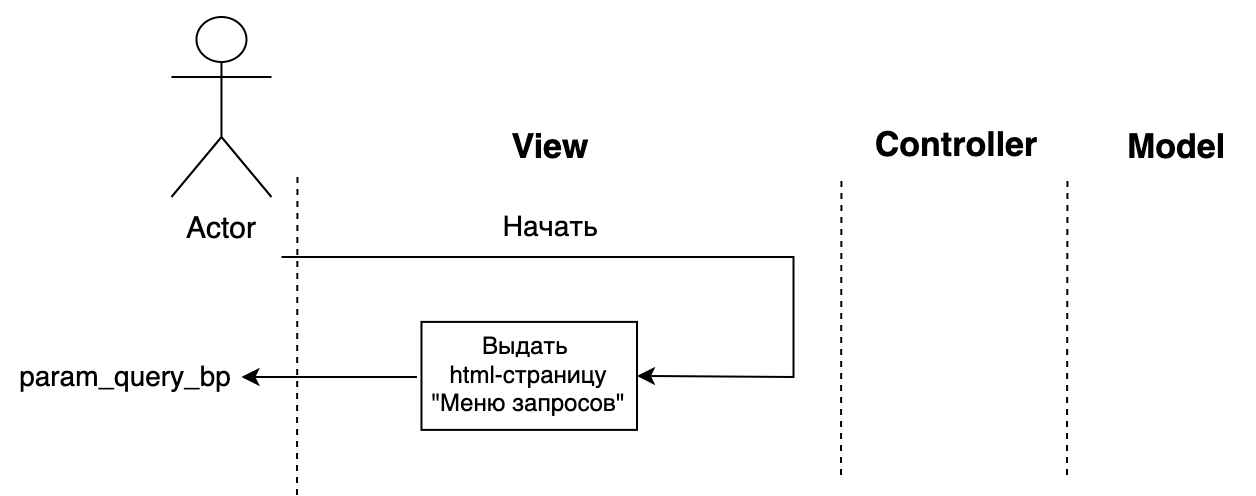 View
Controller
Model
Actor
Начать
Выдать
html-страницу
"Меню запросов"
param_query_bp